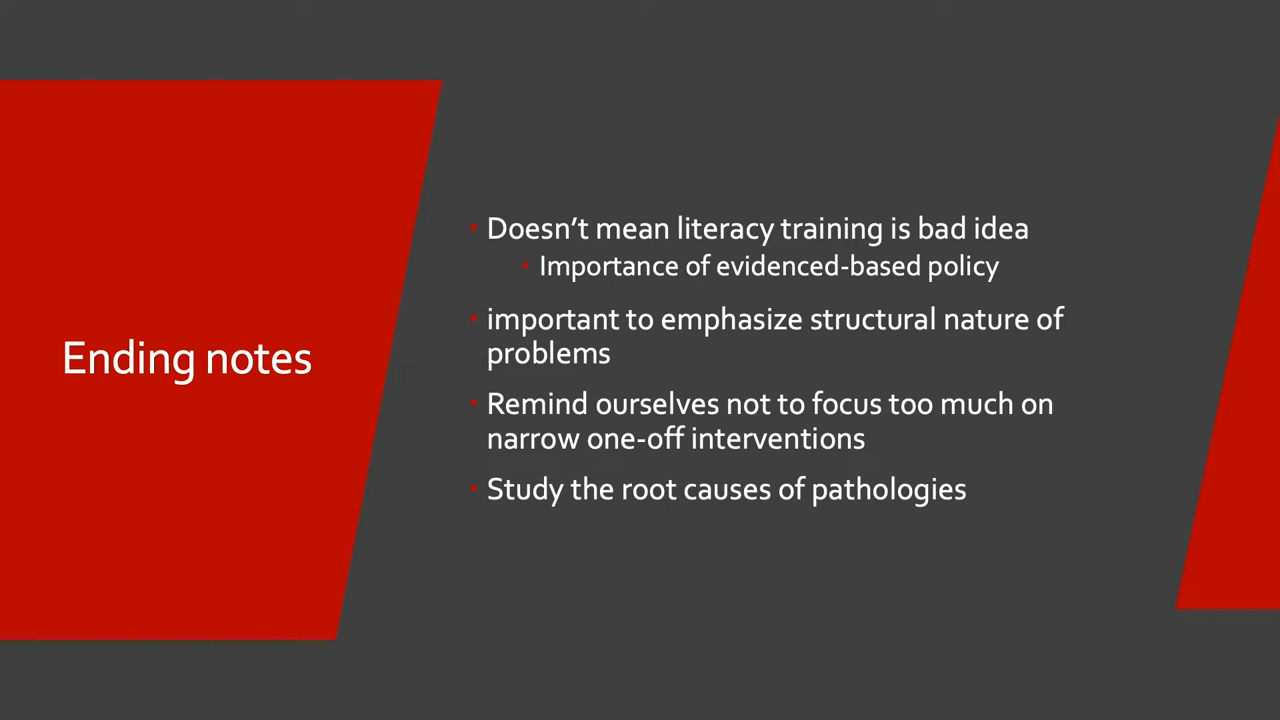 Ending notes
Doesn’t mean literacy training is bad idea
Importance of evidenced-based policy
important to emphasize structural nature of
problems
Remind ourselves not to focus too much on
narrow one-off interventions
Study the root causes of pathologies